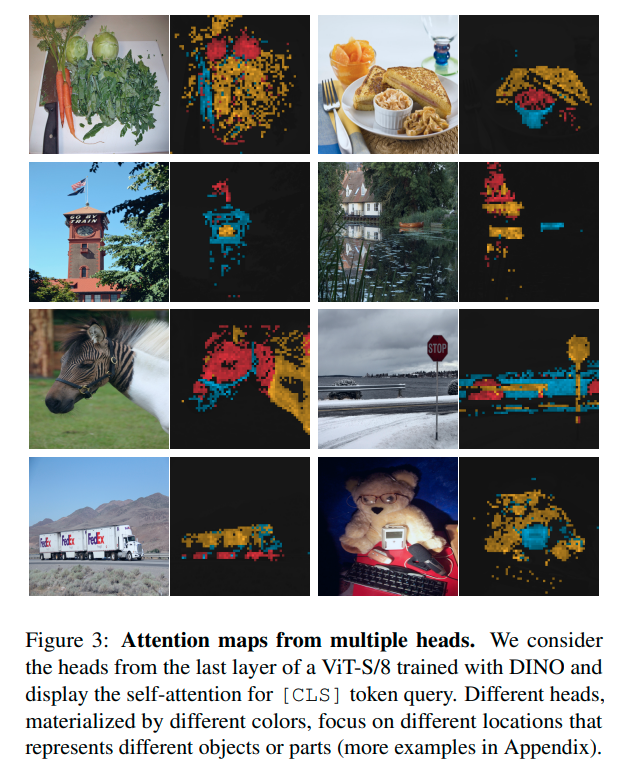 GO BY
TRAIN
STOP
FedEx
FedEx
FedEx
Figure 3: Attention maps from multiple heads. We consider
the heads from the last layer of a ViT-S/8 trained with DINO and
display the self-attention for [CLS] token query. Different heads,
materialized by different colors, focus on different locations that
represents different objects or parts (more examples in Appendix).